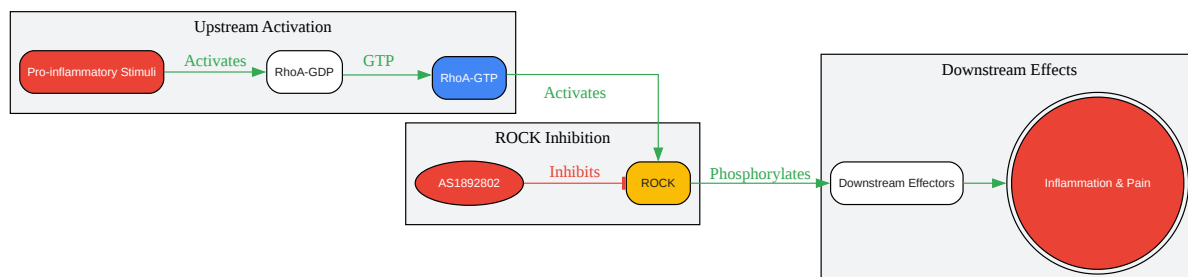 Upstream Activation
Pro-inflammatory Stimuli
Activates
RhoA-GDP
GTP
RhoA-GTP
Activates
ROCK Inhibition
AS1892802
Inhibits
ROCK
Phosphorylates
Downstream Effects
Downstream Effectors
Inflammation & Pain